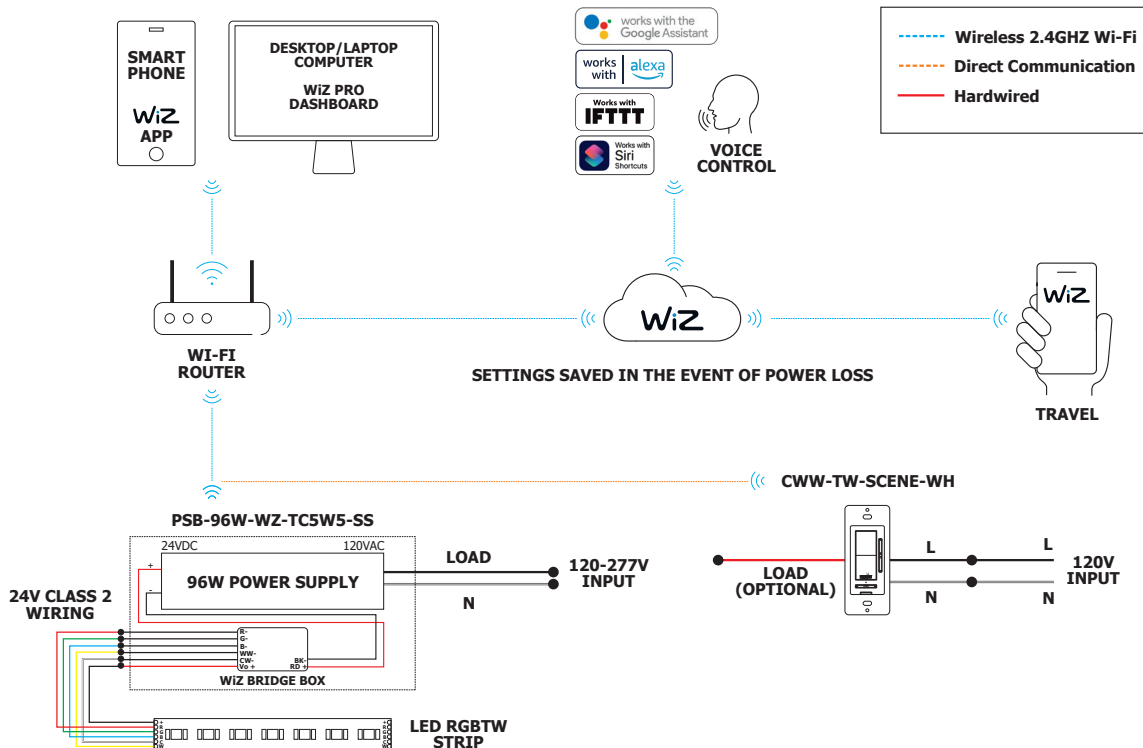 SMART
PHONE
WiZ
APP
DESKTOP/LAPTOP
COMPUTER
WiZ PRO
DASHBOARD
works with the
Google Assistant
works
with
alexa
Works with
IFTTT
Works with
Siri
Shortcuts
VOICE
CONTROL
Wireless 2.4GHZ Wi-Fi
Direct Communication
Hardwired
WI-FI
ROUTER
WiZ
SETTINGS SAVED IN THE EVENT OF POWER LOSS
WiZ
TRAVEL
PSB-96W-WZ-TC5W5-SS
24VDC
120VAC
96W POWER SUPPLY
+
-
LOAD
N
120-277V
INPUT
24V CLASS 2
WIRING
R-
G-
B-
WW-
CW-
Vo +
BK-
RD +
WiZ BRIDGE BOX
LED RGBTW
STRIP
+
R
G
B
C
W
CWW-TW-SCENE-WH
LOAD
(OPTIONAL)
L
N
L
N
120V
INPUT